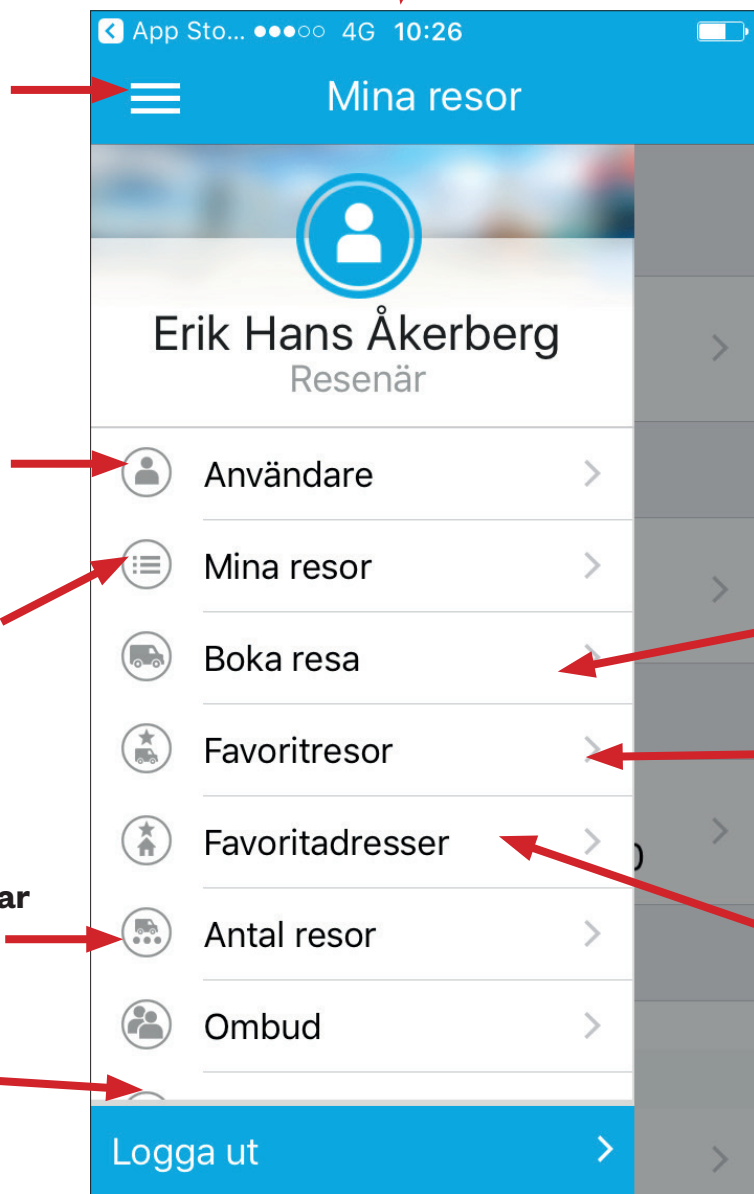 App Sto... 4G 10:26
Mina resor
Erik Hans Åkerberg
Resenär
Användare
Mina resor
Boka resa
Favoritresor
Favoritadresser
ar
Antal resor
Ombud
Logga ut